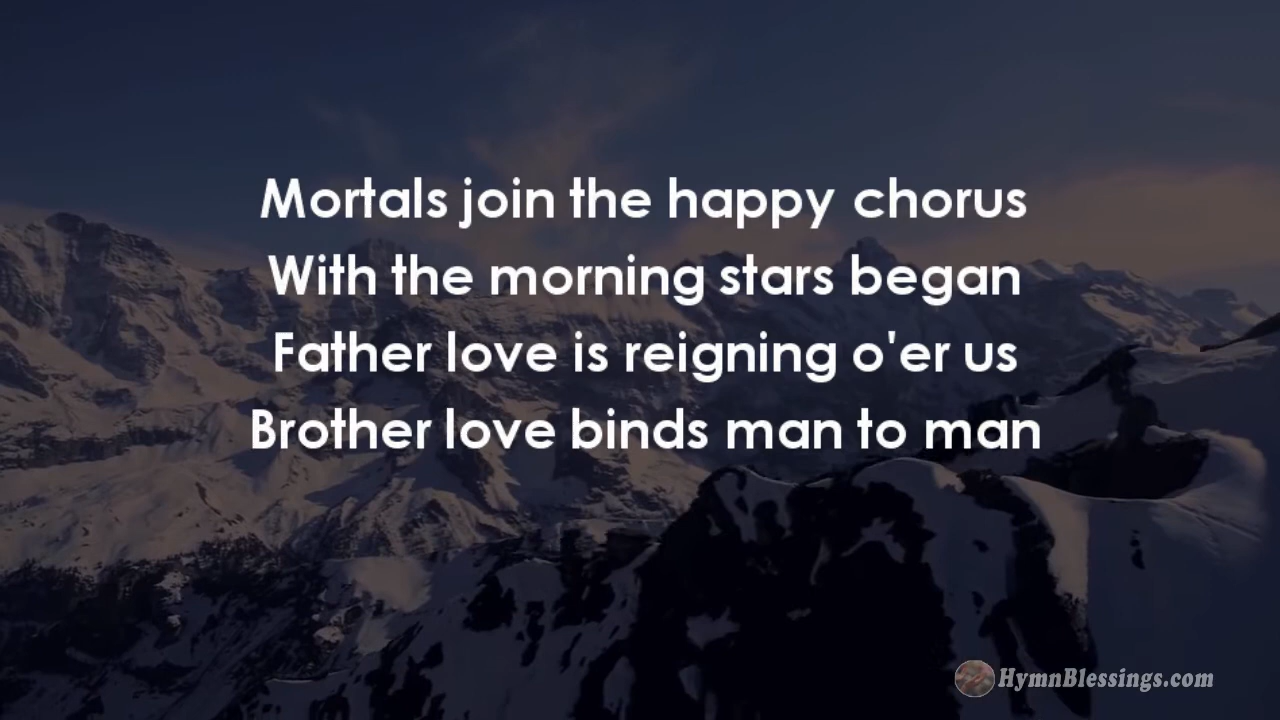 Mortals join the happy chorus
With the morning stars began
Father love is reigning o'er us
Brother love binds man to man
HymnBlessings.com